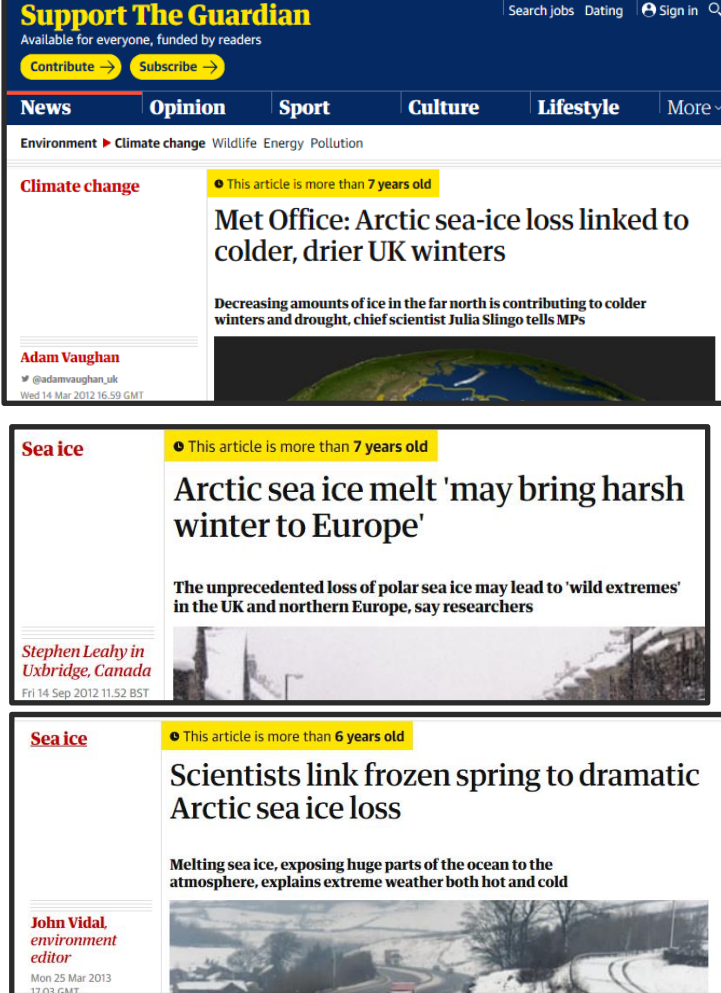 Support The Guardian
Available for everyone, funded by readers
Contribute →
Subscribe →
Search jobs Dating Sign in
News Opinion Sport Culture Lifestyle More
Environment Climate change Wildlife Energy Pollution
Climate change
This article is more than 7 years old
Met Office: Arctic sea-ice loss linked to
colder, drier UK winters
Decreasing amounts of ice in the far north is contributing to colder
winters and drought, chief scientist Julia Slingo tells MPs
Adam Vaughan
@adamvaughan_uk
Wed 14 Mar 2012 16.59 GMT
Sea ice
This article is more than 7 years old
Arctic sea ice melt 'may bring harsh
winter to Europe'
The unprecedented loss of polar sea ice may lead to 'wild extremes'
in the UK and northern Europe, say researchers
Stephen Leahy in
Uxbridge, Canada
Fri 14 Sep 2012 11.52 BST
Sea ice
This article is more than 6 years old
Scientists link frozen spring to dramatic
Arctic sea ice loss
Melting sea ice, exposing huge parts of the ocean to the
atmosphere, explains extreme weather both hot and cold
John Vidal,
environment
editor
Mon 25 Mar 2013
17.03 GMT